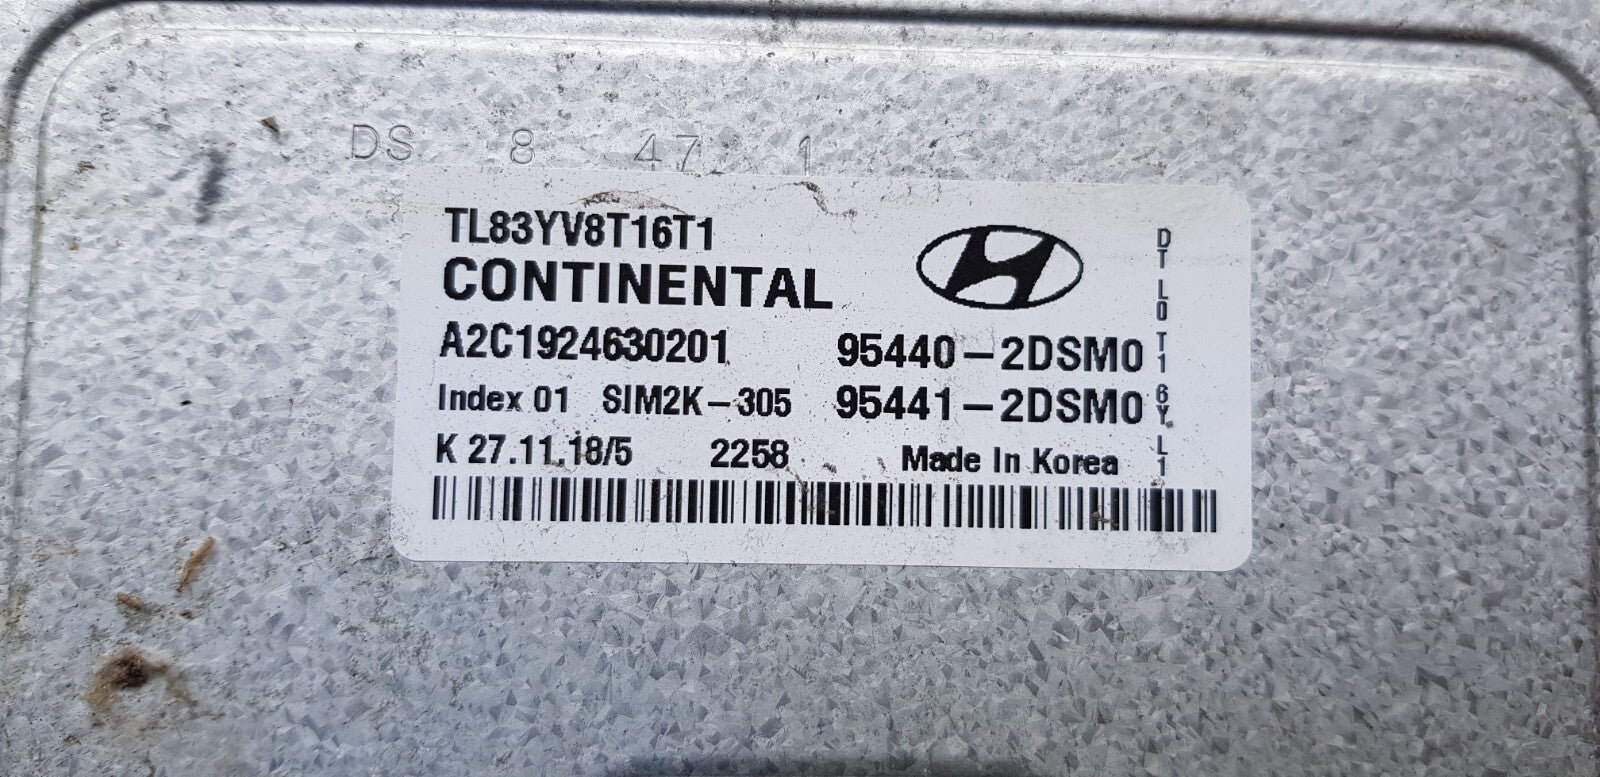 DS 8 47 1
TL83YV8T16T1
CONTINENTAL
A2C1924630201 95440-2DSM0
Index 01 SIM2K-305 95441-2DSM0
K 27.11.18/5 2258 Made In Korea
DT L0 T1 6Y L1